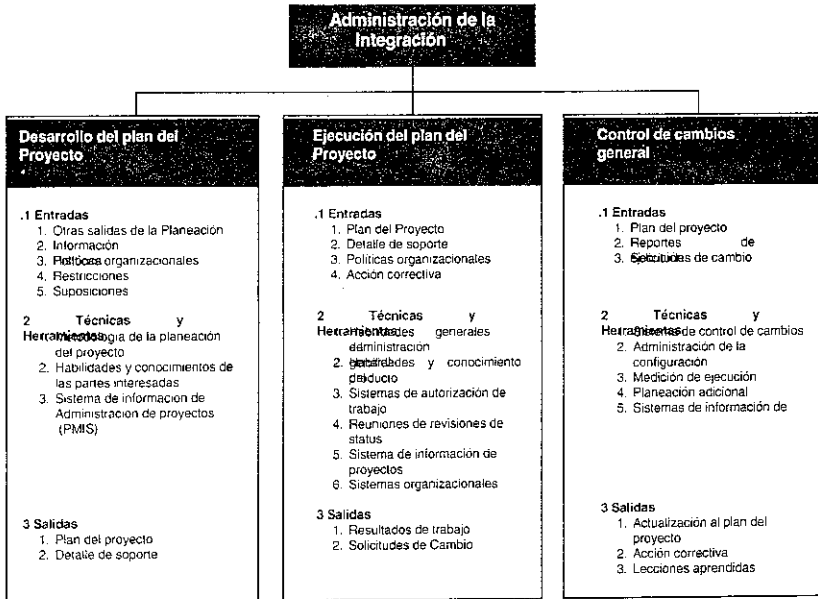 Administración de la
Integración
Desarrollo del plan del
Proyecto
.1 Entradas
1. Otras salidas de la Planeación
2. Información
3. Políticas organizacionales
4. Restricciones
5. Suposiciones
2 Técnicas y
Herramientas
Metodología de la planeación
del proyecto
2. Habilidades y conocimientos de
las partes interesadas
3. Sistema de informacion de
Administracion de proyectos
(PMIS)
3 Salidas
1. Plan del proyecto
2. Detalle de soporte
Ejecución del plan del
Proyecto
.1 Entradas
1. Plan del Proyecto
2. Detalle de soporte
3. Políticas organizacionales
4. Acción correctiva
2 Técnicas y
Herramientas
generales
administración
2. y conocimiento
3. Sistemas de autorización de
trabajo
4. Reuniones de revisiones de
status
5. Sistema de información de
proyectos
6. Sistemas organizacionales
3 Salidas
1. Resultados de trabajo
2. Solicitudes de Cambio
Control de cambios
general
.1 Entradas
1. Plan del proyecto
2. Reportes de
3. de cambio
2 Técnicas y
Herramientas
Sistema de control de cambios
2. Administración de la
configuración
3. Medición de ejecución
4. Planeación adicional
5. Sistemas de información de
3 Salidas
1. Actualización al plan del
proyecto
2. Acción correctiva
3. Lecciones aprendidas